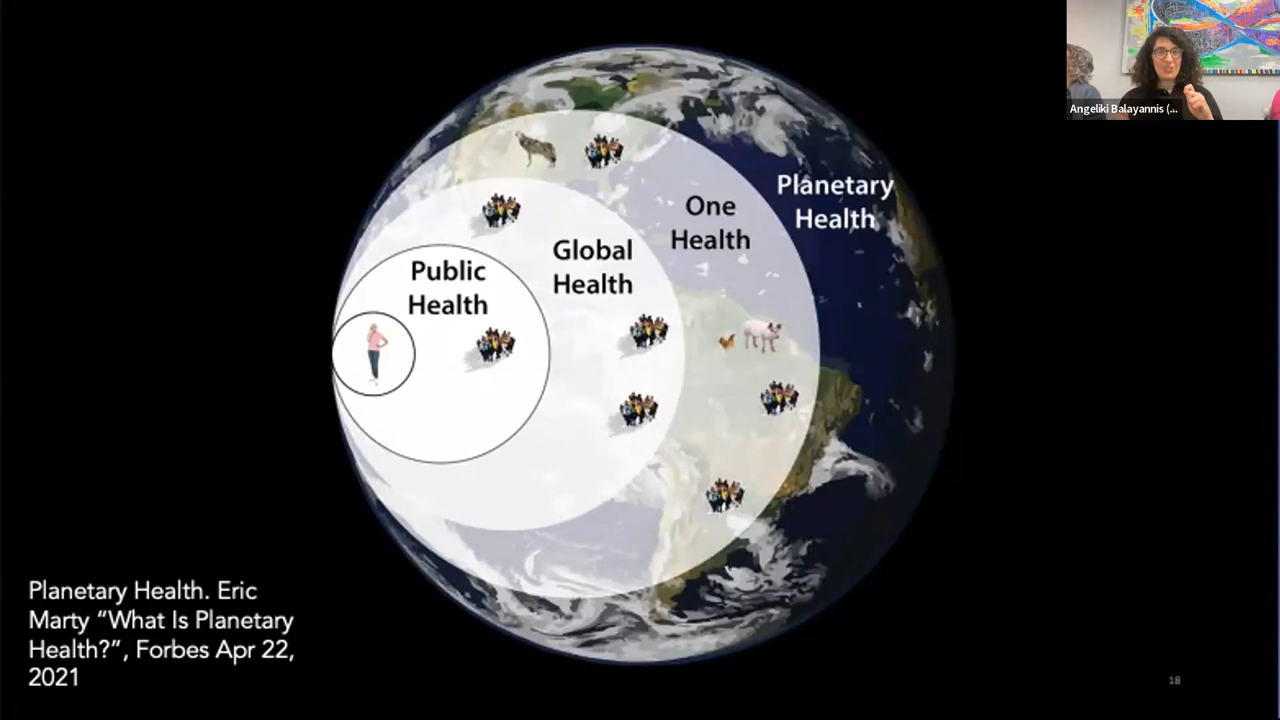 Angeliki Balayannis (...
Planetary
Health
One
Health
Global
Health
Public
Health
Planetary Health. Eric
Marty “What Is Planetary
Health?”, Forbes Apr 22,
2021
18